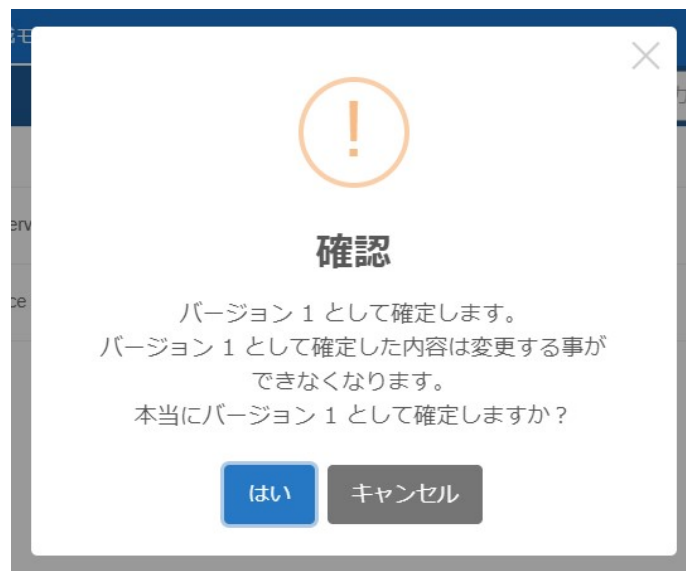 erv
ce
!
確認
バージョン 1 として確定します。
バージョン 1 として確定した内容は変更する事が
できなくなります。
本当にバージョン 1 として確定しますか？
はい キャンセル